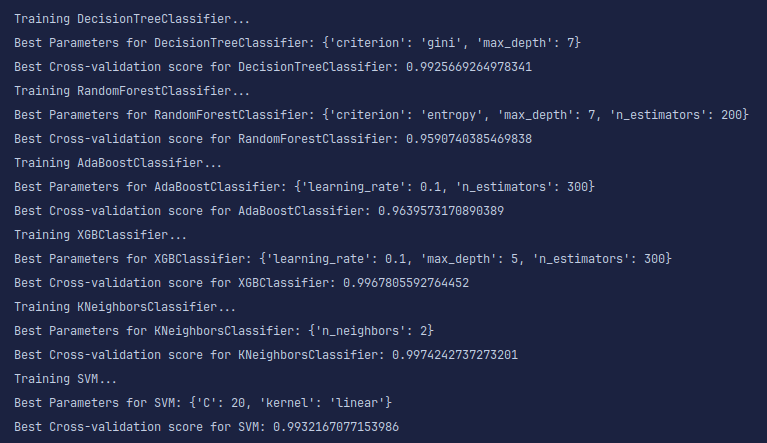 Training DecisionTreeClassifier...
Best Parameters for DecisionTreeClassifier: {'criterion': 'gini', 'max_depth': 7}
Best Cross-validation score for DecisionTreeClassifier: 0.9925669264978341
Training RandomForestClassifier...
Best Parameters for RandomForestClassifier: {'criterion': 'entropy', 'max_depth': 7, 'n_estimators': 200}
Best Cross-validation score for RandomForestClassifier: 0.9590740385469838
Training AdaBoostClassifier...
Best Parameters for AdaBoostClassifier: {'learning_rate': 0.1, 'n_estimators': 300}
Best Cross-validation score for AdaBoostClassifier: 0.9639573170890389
Training XGBClassifier...
Best Parameters for XGBClassifier: {'learning_rate': 0.1, 'max_depth': 5, 'n_estimators': 300}
Best Cross-validation score for XGBClassifier: 0.9967805592764452
Training KNeighborsClassifier...
Best Parameters for KNeighborsClassifier: {'n_neighbors': 2}
Best Cross-validation score for KNeighborsClassifier: 0.9974242737273201
Training SVM...
Best Parameters for SVM: {'C': 20, 'kernel': 'linear'}
Best Cross-validation score for SVM: 0.9932167077153986